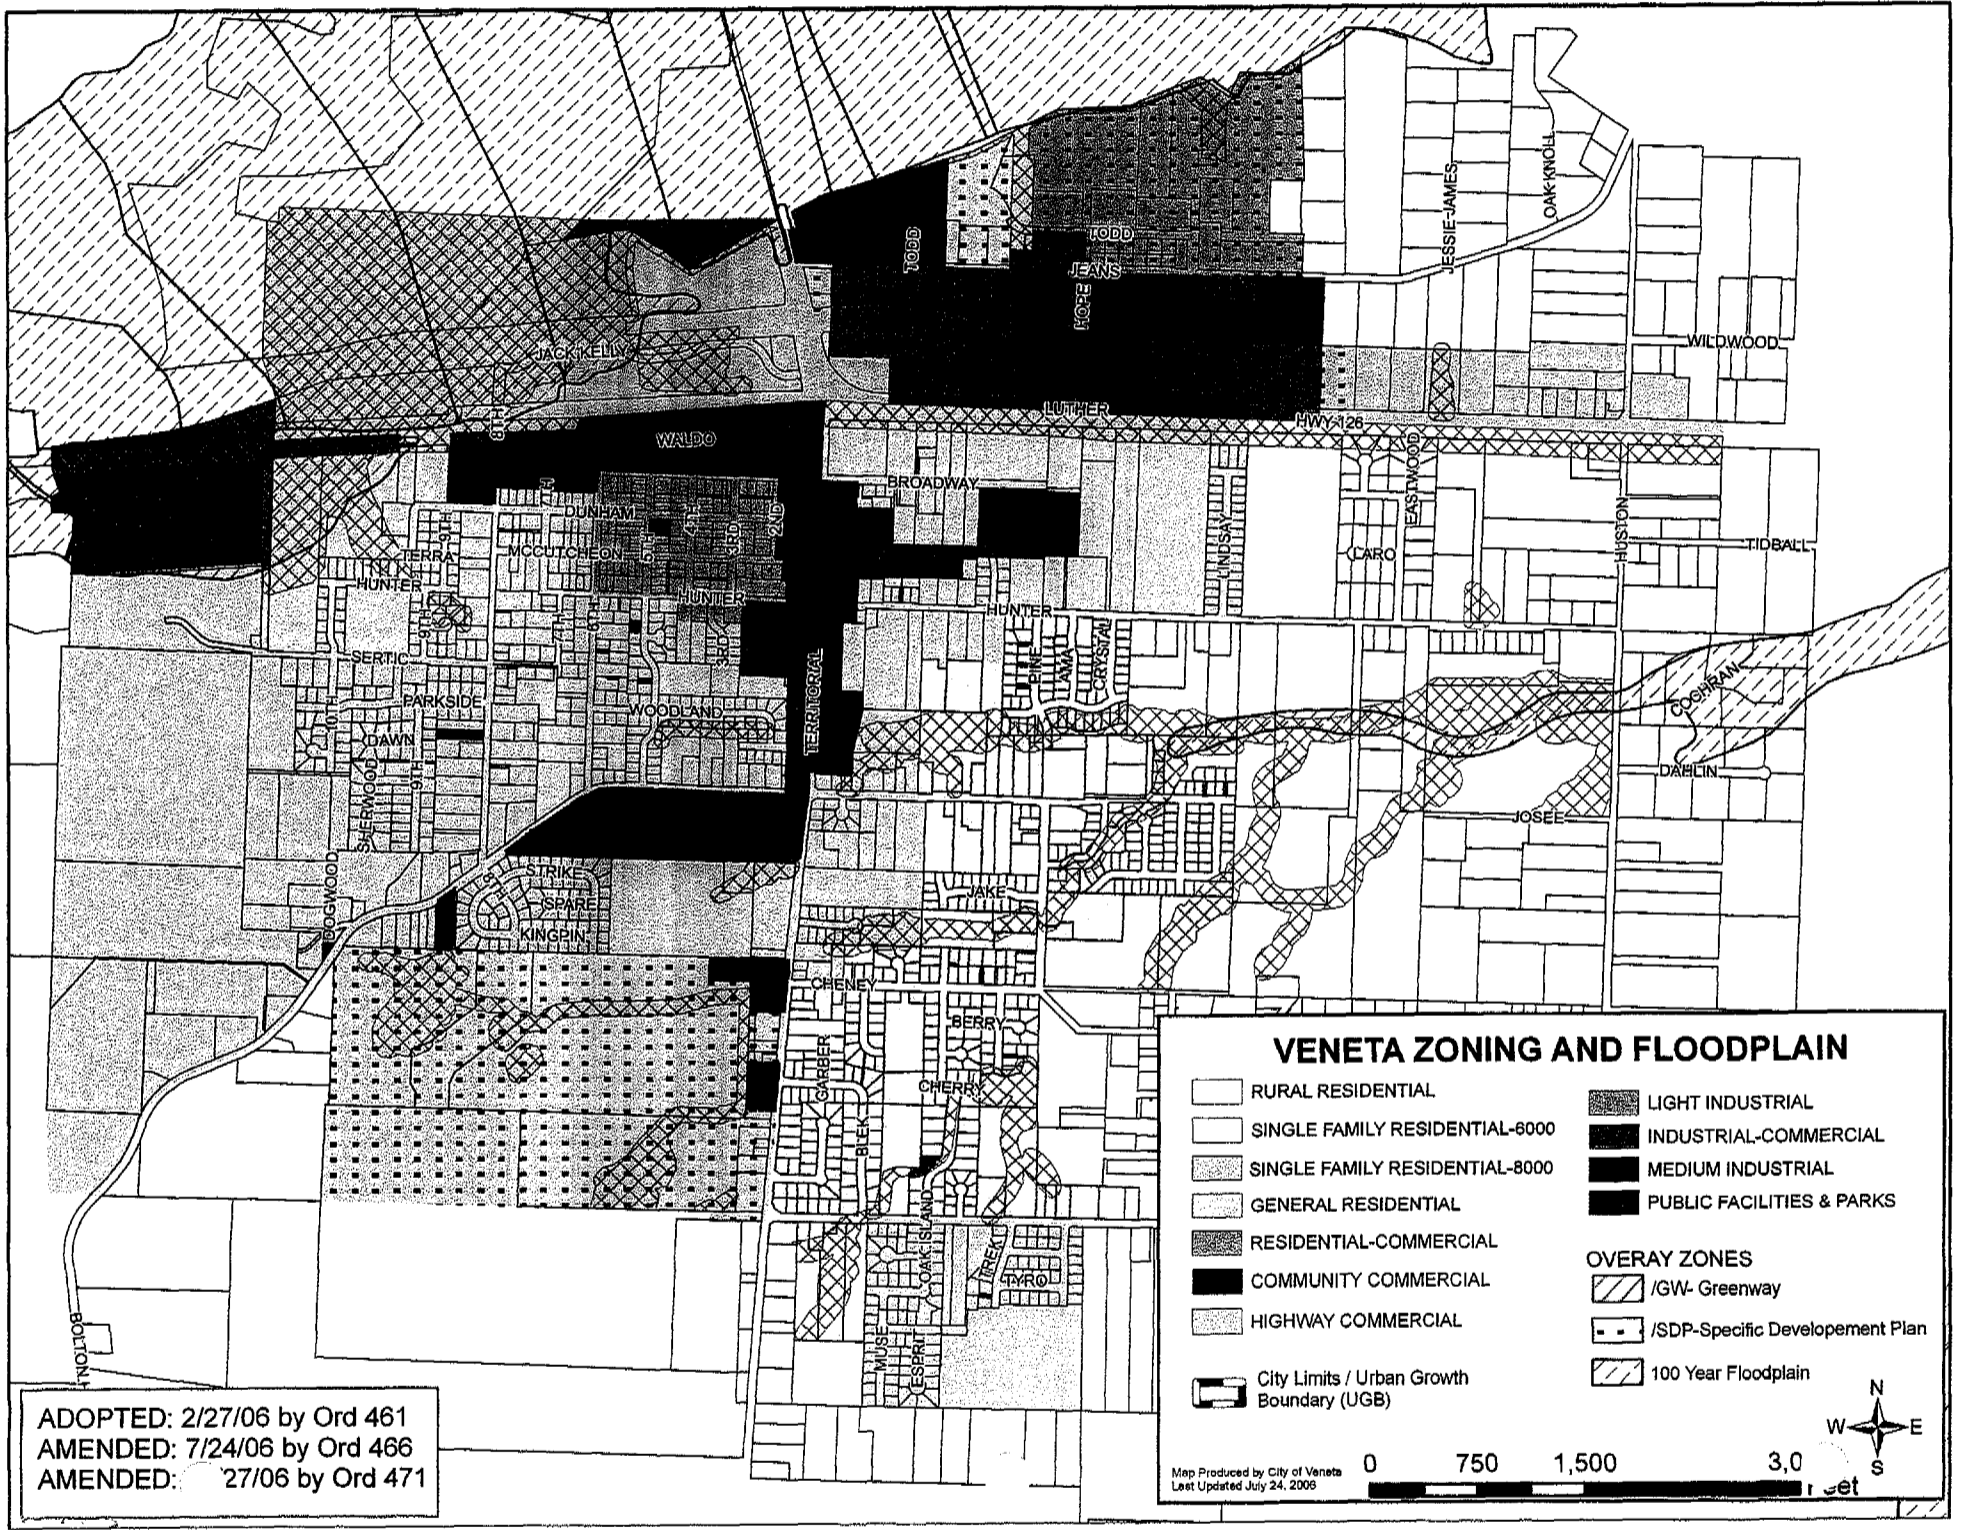 TODD
TODD
JEANS
HOPE
JESSIE JAMES
OAK KNOLL
WILDWOOD
JACK KELLY
8TH
LUTHER
HWY 126
WALDO
BROADWAY
EASTWOOD
LINDSAY
CARO
HUSTON
TIDBALL
7TH
DUNHAM
5TH
4TH
3RD
2ND
9TH
TERRA
MCCUTCHEON
HUNTER
HUNTER
HUNTER
9TH
7TH
6TH
3RD
SERTIC
PINE
LAMA
CRYSTAL
TERRITORIAL
10TH
PARKSIDE
WOODLAND
COCHRAN
DAWN
9TH
SHERWOOD
DAHLIN
JOSEE
DOGWOOD
8TH
STRIKE
SPARE
KINGPIN
JAKE
CHENEY
BERRY
GARBER
CHERRY
BLEK
OAK ISLAND
TREK
TYRO
MUSE
ESPRIT
BOLTON
VENETA ZONING AND FLOODPLAIN
RURAL RESIDENTIAL
SINGLE FAMILY RESIDENTIAL-6000
SINGLE FAMILY RESIDENTIAL-8000
GENERAL RESIDENTIAL
RESIDENTIAL-COMMERCIAL
COMMUNITY COMMERCIAL
HIGHWAY COMMERCIAL
City Limits / Urban Growth
Boundary (UGB)
LIGHT INDUSTRIAL
INDUSTRIAL-COMMERCIAL
MEDIUM INDUSTRIAL
PUBLIC FACILITIES & PARKS
OVERAY ZONES
/GW- Greenway
/SDP-Specific Developement Plan
100 Year Floodplain
N
W E
S
0 750 1,500 3,0
eet
Map Produced by City of Veneta
Last Updated July 24, 2006
ADOPTED: 2/27/06 by Ord 461
AMENDED: 7/24/06 by Ord 466
AMENDED: 27/06 by Ord 471